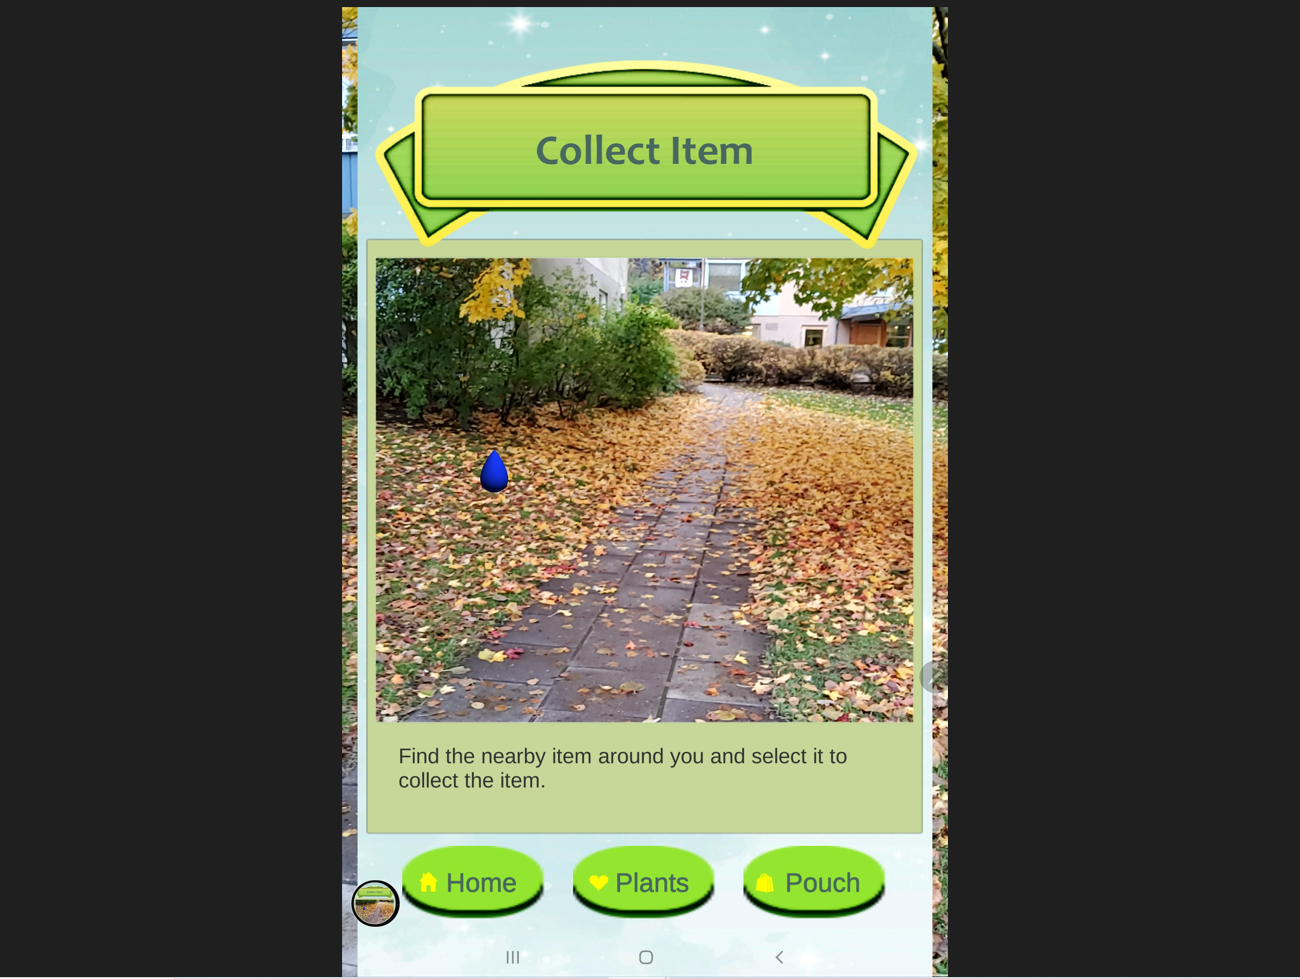 Collect Item
Find the nearby item around you and select it to
collect the item.
Home
Plants
Pouch